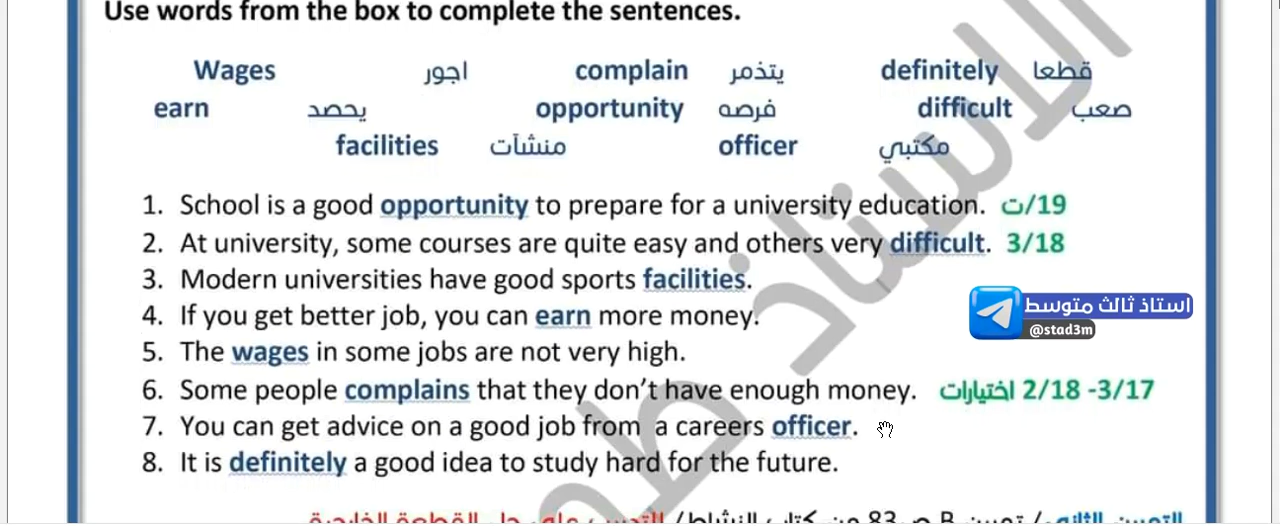 Use words from the box to complete the sentences.
Wages اجور complain يتذمر definitely قطعا
earn يحصد opportunity فرصه difficult صعب
facilities منشآت officer مكتبي
1. School is a good opportunity to prepare for a university education. 19/ت
2. At university, some courses are quite easy and others very difficult. 3/18
3. Modern universities have good sports facilities.
4. If you get better job, you can earn more money.
استاذ ثالث متوسط
@stad3m
5. The wages in some jobs are not very high.
6. Some people complains that they don't have enough money. اختيارات 2/18 -3/17
7. You can get advice on a good job from a careers officer.
8. It is definitely a good idea to study hard for the future.
الاستاذ